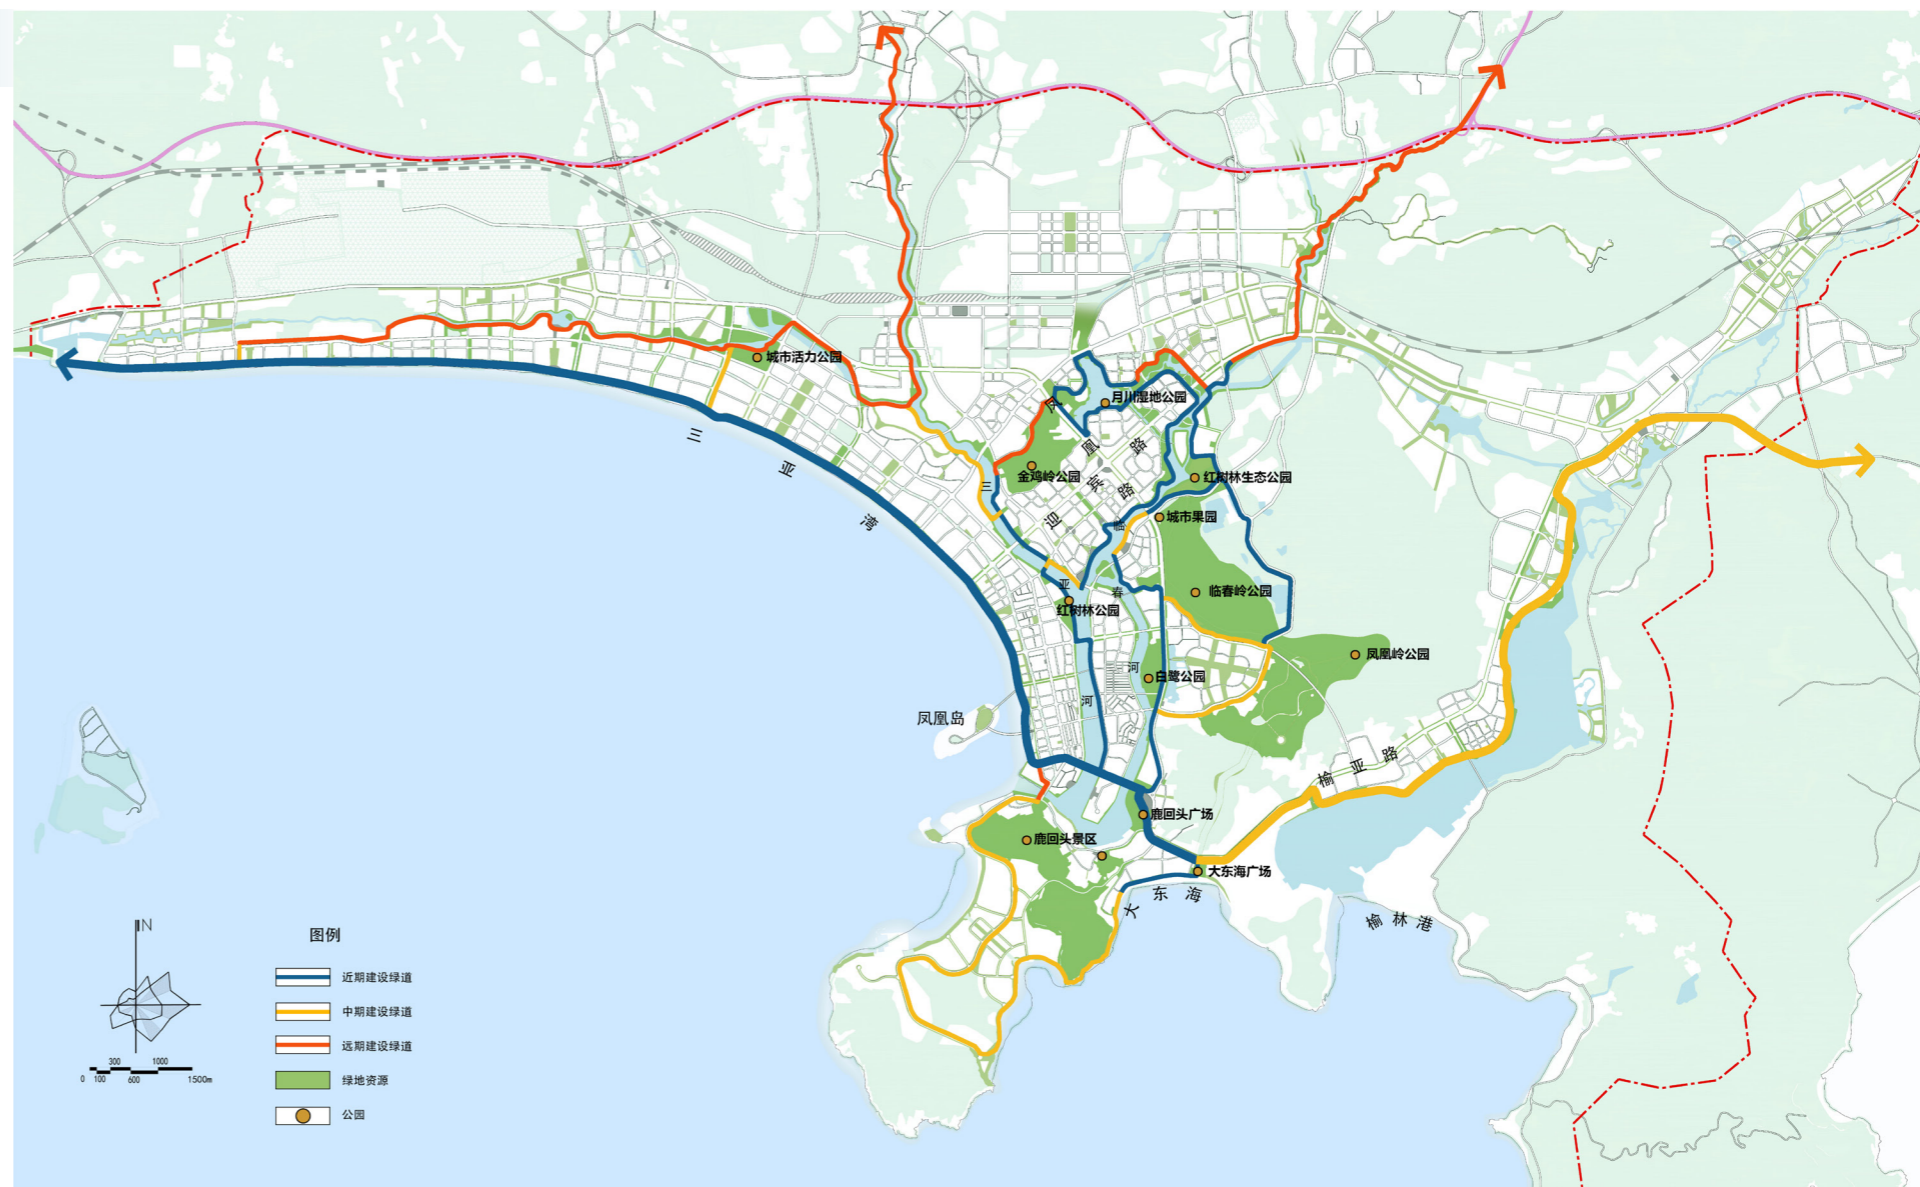 城市活力公园
月川湿地公园
金鸡岭公园
红树林生态公园
城市果园
临春岭公园
红树林公园
凤凰岭公园
白鹭公园
鹿回头广场
鹿回头景区
大东海广场
凤凰岛
三亚湾
三亚河
临春河
凰路
迎宾路
榆亚路
大东海
榆林港
N
图例
近期建设绿道
中期建设绿道
远期建设绿道
绿地资源
公园
300 1000
0 100 600 1500m